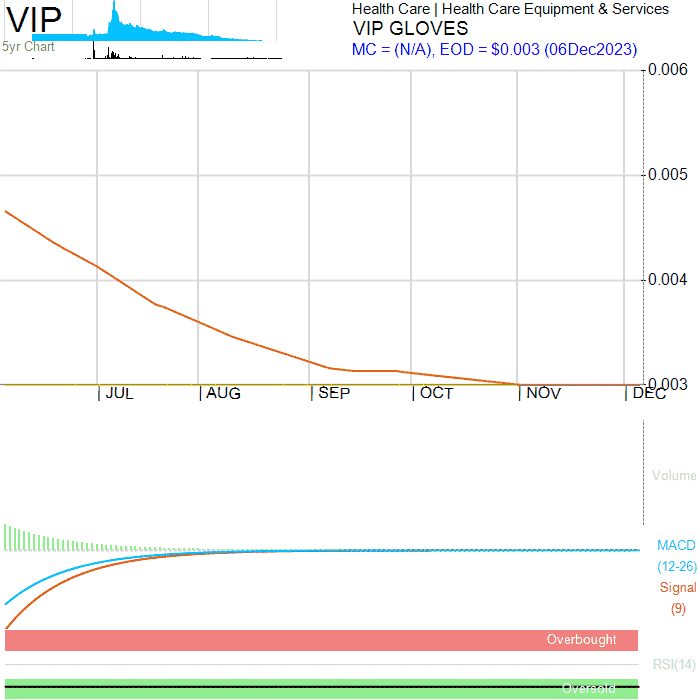 VIP
5yr Chart
Health Care | Health Care Equipment & Services
VIP GLOVES
MC = (N/A), EOD = $0.003 (06Dec2023)
0.006
0.005
0.004
0.003
JUL AUG SEP OCT NOV DEC
Volume
MACD
(12-26)
Signal
(9)
Overbought
RSI(14)
Oversold